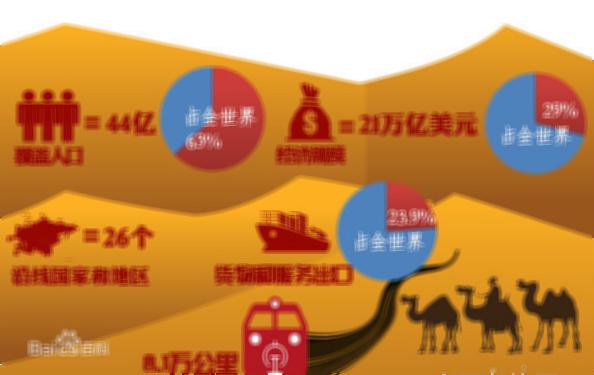 = 44亿
覆盖人口
占全世界
63%
= 21万亿美元
经济规模
占全世界
29%
= 26个
沿线国家和地区
货物和服务出口
占全世界
23.9%
8.1万公里
Baidu百科